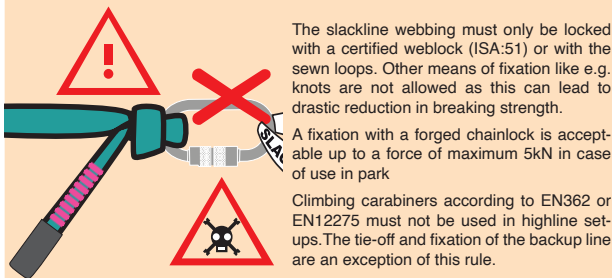 The slackline webbing must only be locked
with a certified weblock (ISA:51) or with the
sewn loops. Other means of fixation like e.g.
knots are not allowed as this can lead to
drastic reduction in breaking strength.
A fixation with a forged chainlock is accept-
able up to a force of maximum 5kN in case
of use in park
Climbing carabiners according to EN362 or
EN12275 must not be used in highline set-
ups.The tie-off and fixation of the backup line
are an exception of this rule.
!
SLAC